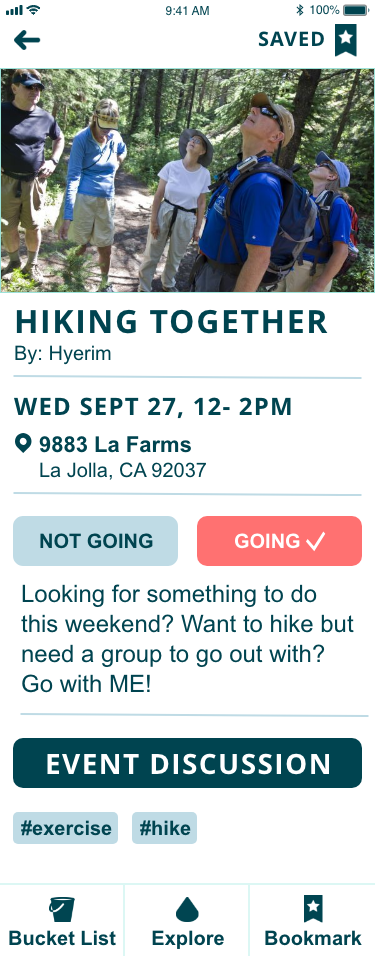 9:41 AM
100%
SAVED
HIKING TOGETHER
By: Hyerim
WED SEPT 27, 12- 2PM
9883 La Farms
La Jolla, CA 92037
NOT GOING
GOING
Looking for something to do
this weekend? Want to hike but
need a group to go out with?
Go with ME!
EVENT DISCUSSION
#exercise
#hike
Bucket List
Explore
Bookmark